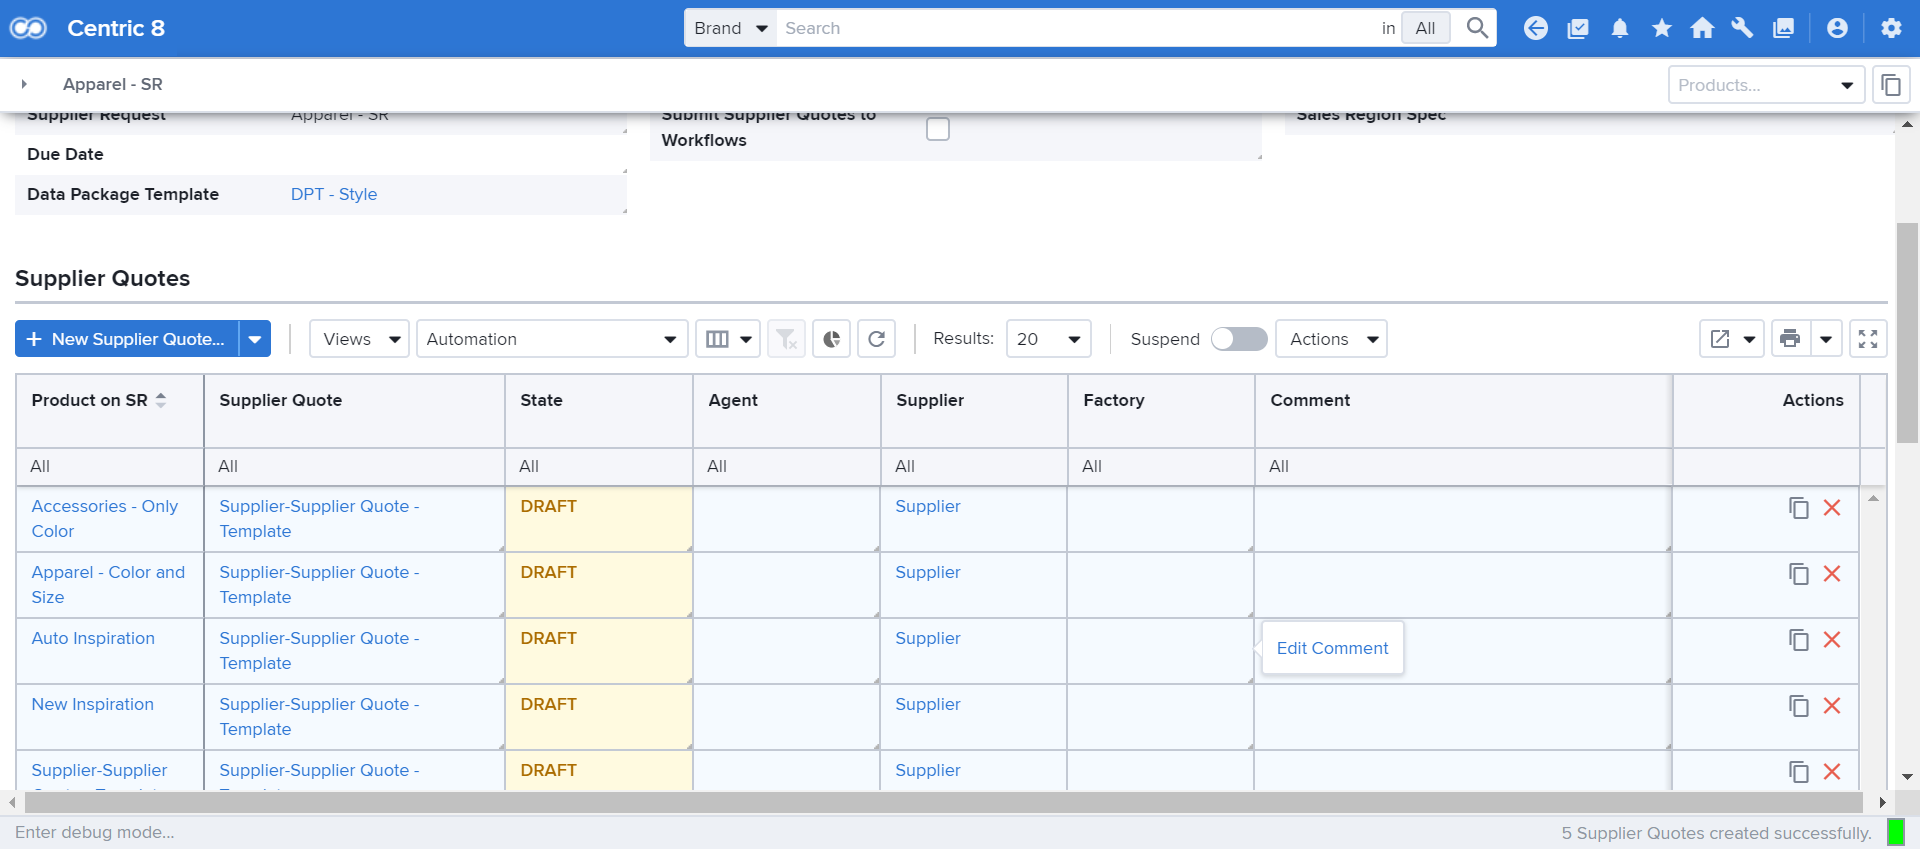 Centric 8
Brand
Search
in
All
Apparel - SR
Products...
Supplier Request
Apparel - SR
Submit Supplier Quotes to
Workflows
Sales Region Spec
Due Date
Data Package Template
DPT - Style
Supplier Quotes
New Supplier Quote...
Views
Automation
Results:
20
Suspend
Actions
Product on SR
Supplier Quote
State
Agent
Supplier
Factory
Comment
Actions
All
All
All
All
All
All
All
Accessories - Only
Color
Supplier-Supplier Quote -
Template
DRAFT
Supplier
Apparel - Color and
Size
Supplier-Supplier Quote -
Template
DRAFT
Supplier
Auto Inspiration
Supplier-Supplier Quote -
Template
DRAFT
Supplier
Edit Comment
New Inspiration
Supplier-Supplier Quote -
Template
DRAFT
Supplier
Supplier-Supplier
Supplier-Supplier Quote -
DRAFT
Supplier
Enter debug mode...
5 Supplier Quotes created successfully.